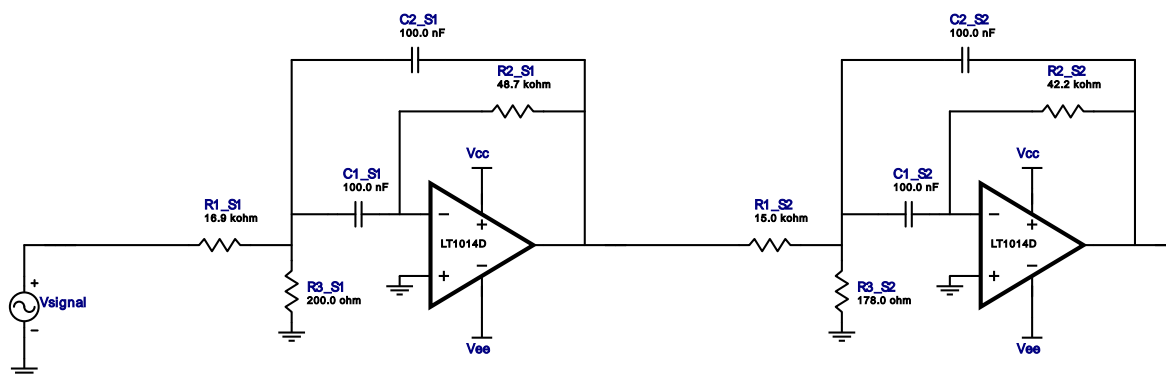 C2_S1
100.0 nF
C2_S2
100.0 nF
R2_S1
48.7 kohm
R2_S2
42.2 kohm
Vcc
Vcc
C1_S1
100.0 nF
C1_S2
100.0 nF
R1_S1
16.9 kohm
R1_S2
15.0 kohm
LT1014D
LT1014D
R3_S1
200.0 ohm
R3_S2
178.0 ohm
Vsignal
Vee
Vee